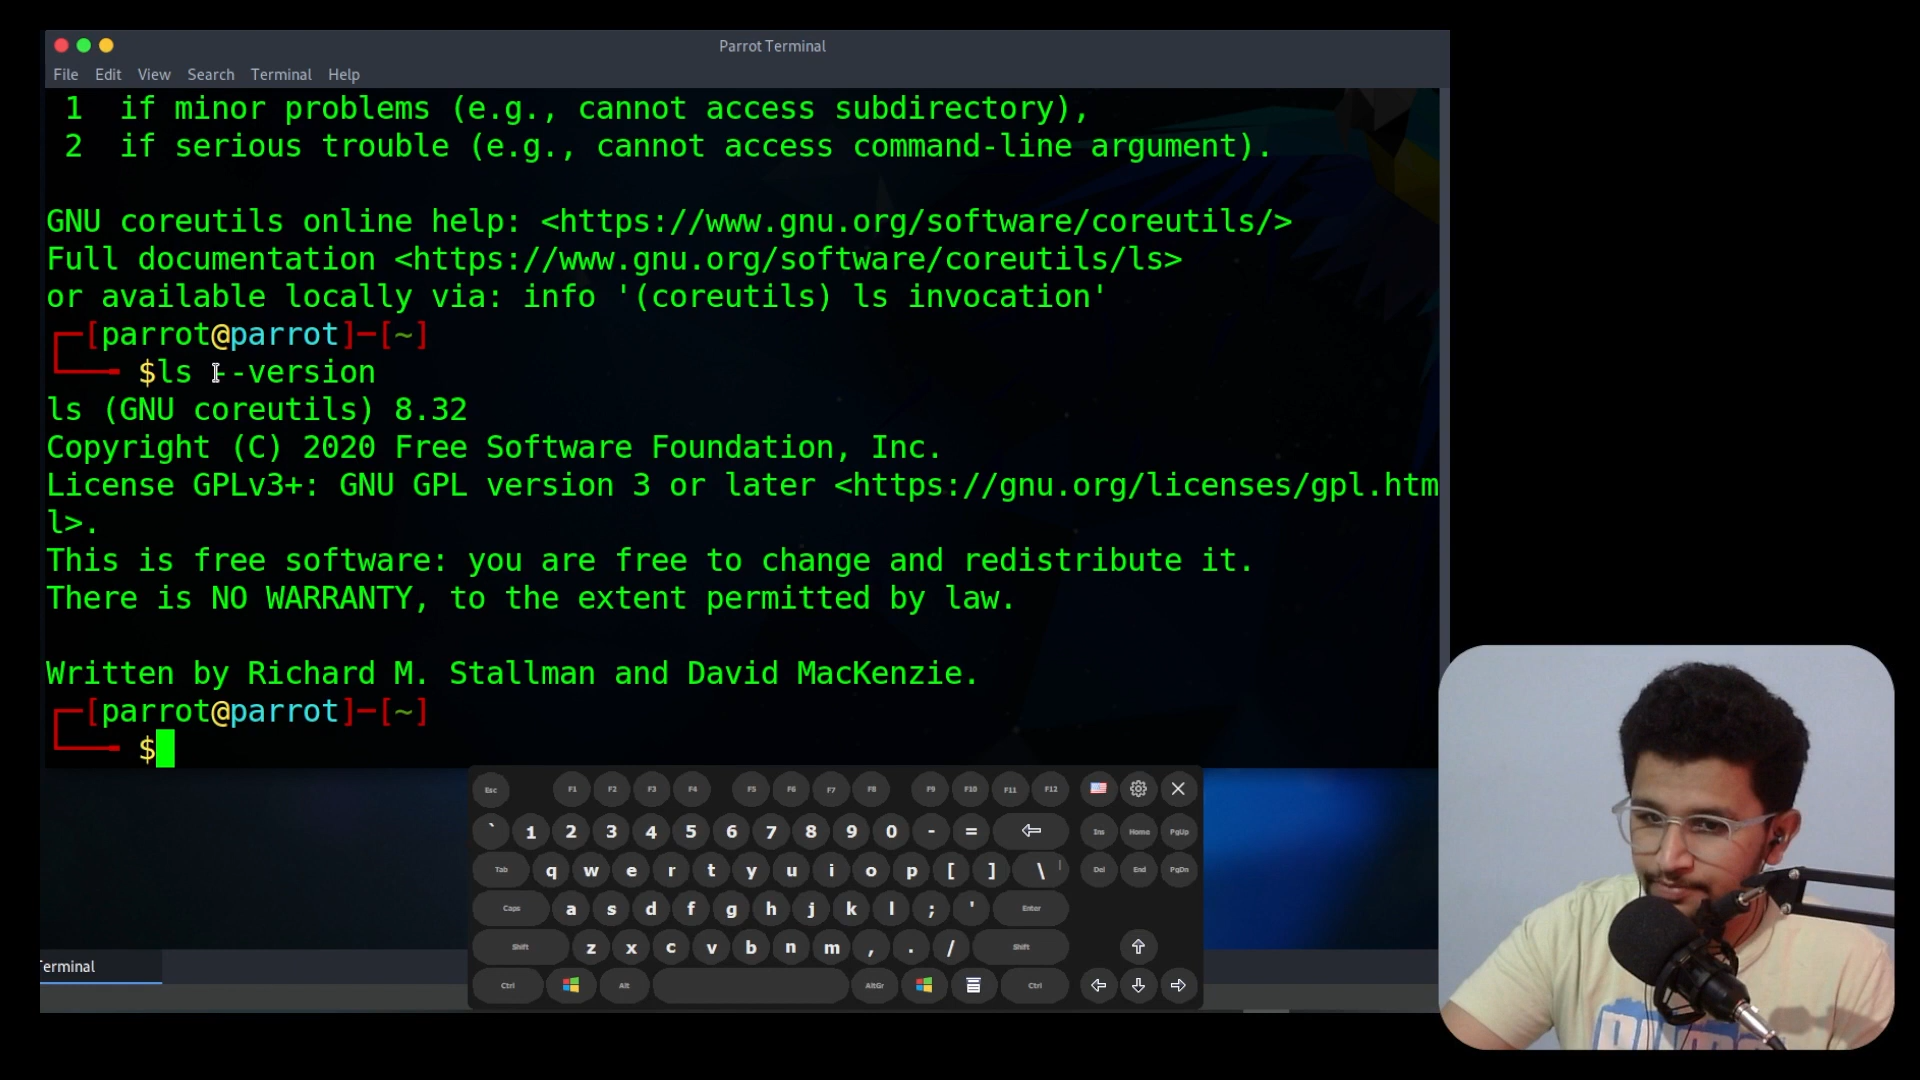 Parrot Terminal
File Edit View Search Terminal Help
1 if minor problems (e.g., cannot access subdirectory),
2 if serious trouble (e.g., cannot access command-line argument).
GNU coreutils online help: <https://www.gnu.org/software/coreutils/>
Full documentation <https://www.gnu.org/software/coreutils/ls>
or available locally via: info '(coreutils) ls invocation'
┌─[parrot@parrot]─[~]
└──╼ $ls --version
ls (GNU coreutils) 8.32
Copyright (C) 2020 Free Software Foundation, Inc.
License GPLv3+: GNU GPL version 3 or later <https://gnu.org/licenses/gpl.htm
l>.
This is free software: you are free to change and redistribute it.
There is NO WARRANTY, to the extent permitted by law.
Written by Richard M. Stallman and David MacKenzie.
┌─[parrot@parrot]─[~]
└──╼ $
Esc F1 F2 F3 F4 F5 F6 F7 F8 F9 F10 F11 F12
` 1 2 3 4 5 6 7 8 9 0 - = Ins Home PgUp
Tab q w e r t y u i o p [ ] \ | Del End PgDn
Caps a s d f g h j k l ; ' Enter
Shift z x c v b n m , . / Shift
erminal
Ctrl Alt AltGr Ctrl